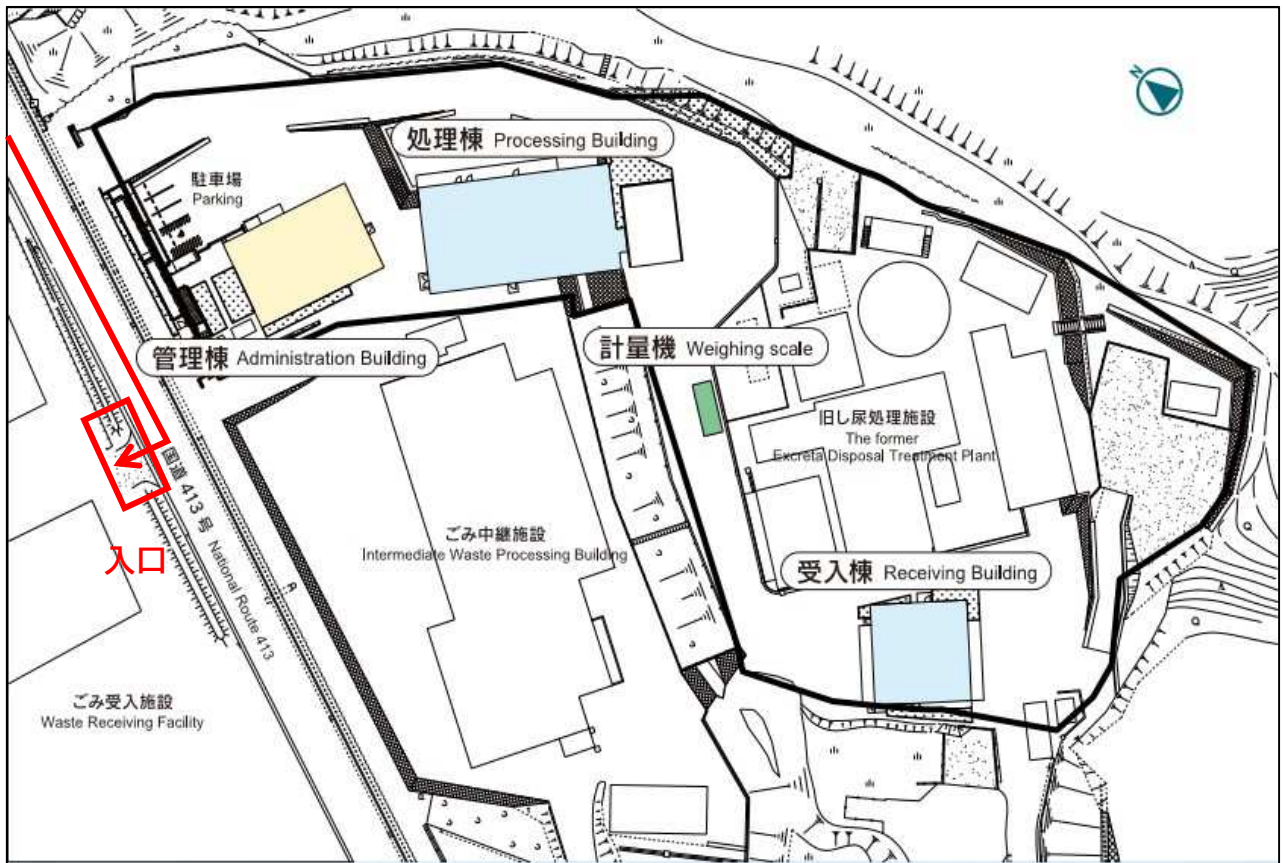 N
処理棟 Processing Building
駐車場
Parking
管理棟 Administration Building
計量機 Weighing scale
旧し尿処理施設
The former
Excreta Disposal Treatment Plant
国道 413 号 National Route 413
入口
ごみ中継施設
Intermediate Waste Processing Building
受入棟 Receiving Building
ごみ受入施設
Waste Receiving Facility